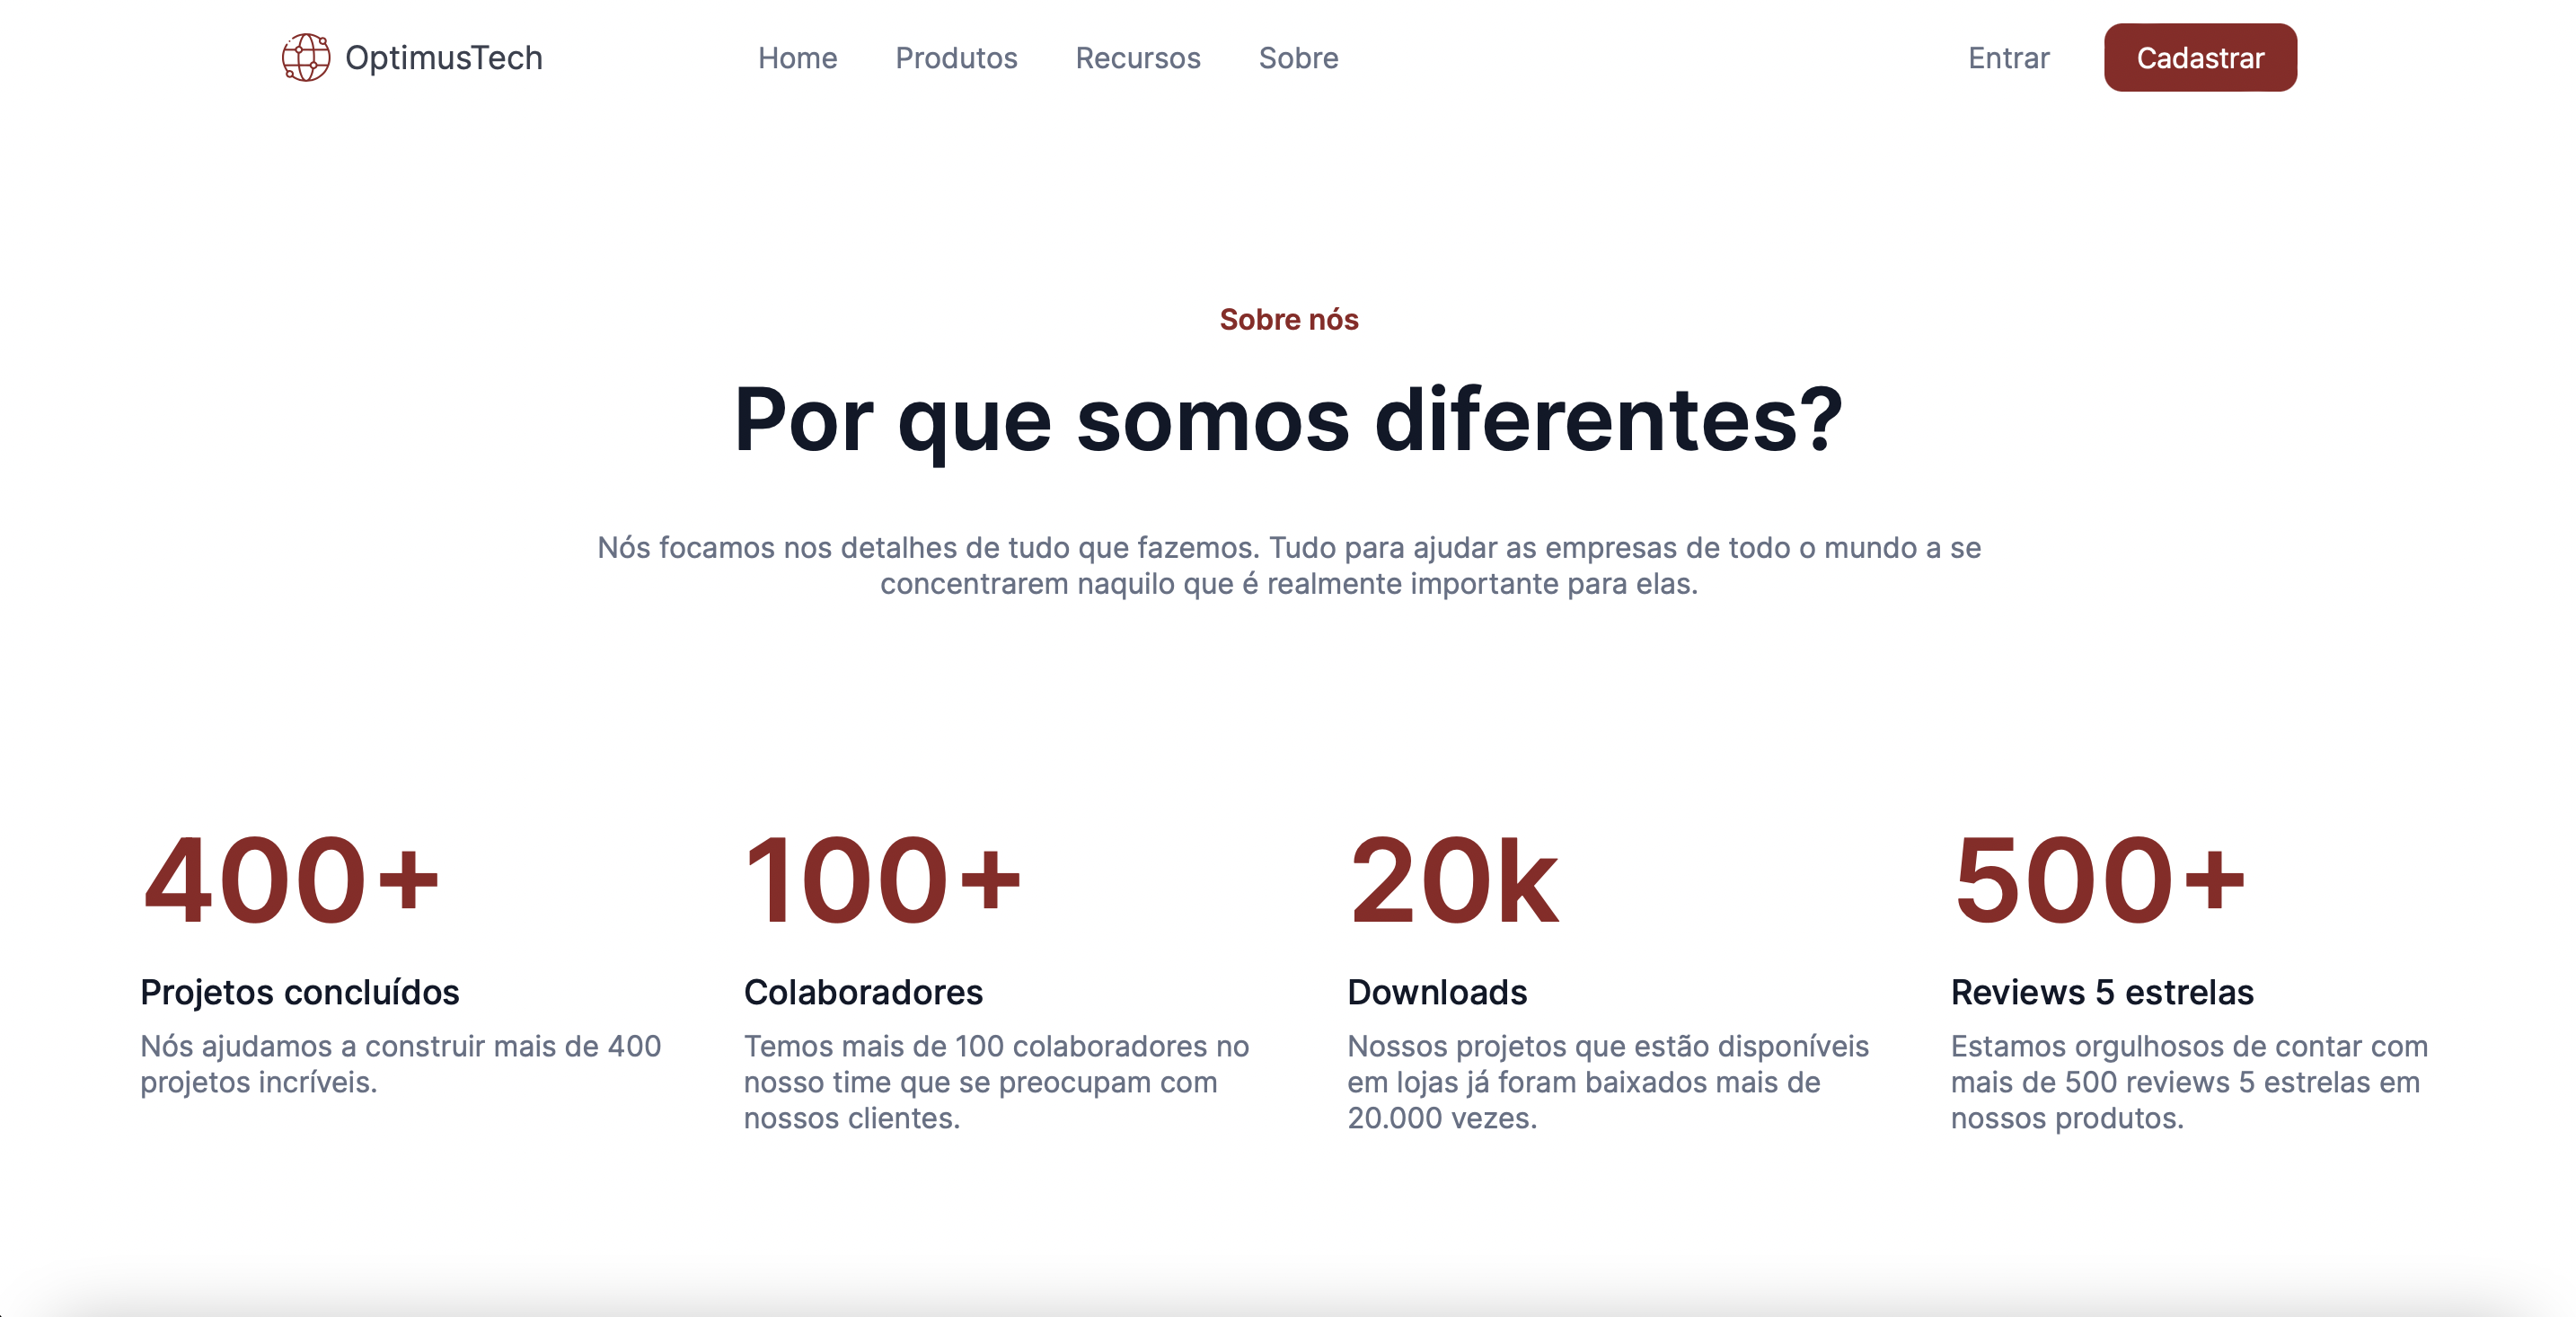 OptimusTech
Home
Produtos
Recursos
Sobre
Entrar
Cadastrar
Sobre nós
Por que somos diferentes?
Nós focamos nos detalhes de tudo que fazemos. Tudo para ajudar as empresas de todo o mundo a se
concentrarem naquilo que é realmente importante para elas.
400+
Projetos concluídos
Nós ajudamos a construir mais de 400
projetos incríveis.
100+
Colaboradores
Temos mais de 100 colaboradores no
nosso time que se preocupam com
nossos clientes.
20k
Downloads
Nossos projetos que estão disponíveis
em lojas já foram baixados mais de
20.000 vezes.
500+
Reviews 5 estrelas
Estamos orgulhosos de contar com
mais de 500 reviews 5 estrelas em
nossos produtos.